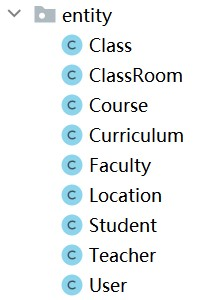 entity
C Class
C ClassRoom
C Course
C Curriculum
C Faculty
C Location
C Student
C Teacher
C User